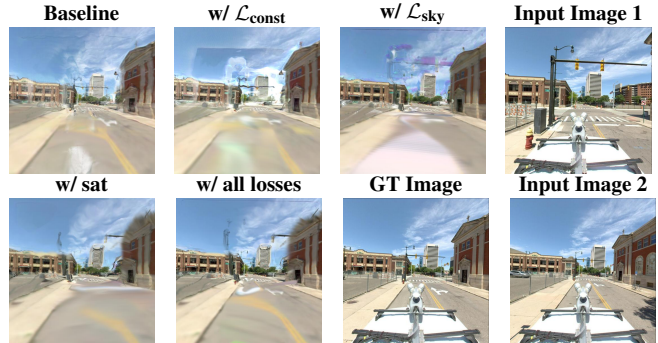 Baseline
w/ ℒconst
w/ ℒsky
Input Image 1
w/ sat
w/ all losses
GT Image
Input Image 2